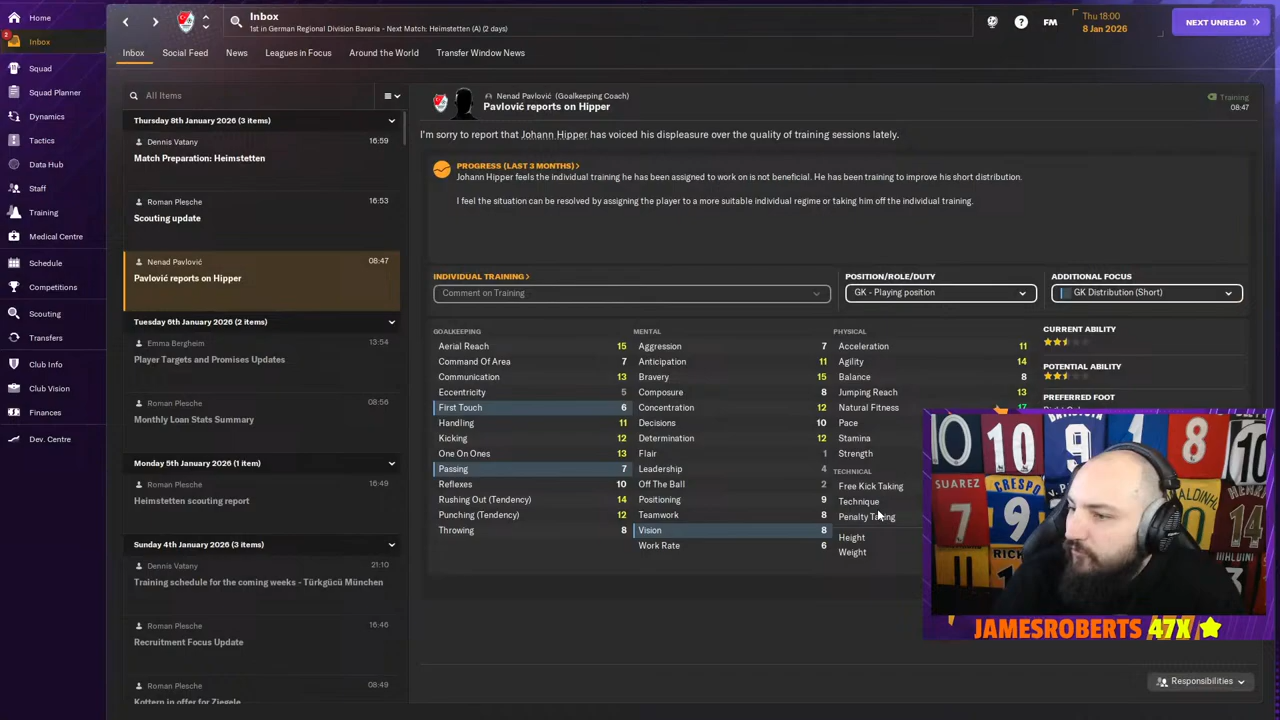 Home
2
Inbox
Squad
Squad Planner
Dynamics
Tactics
Data Hub
Staff
Training
Medical Centre
Schedule
Competitions
Scouting
Transfers
Club Info
Club Vision
Finances
Dev. Centre
Inbox
1st in German Regional Division Bavaria - Next Match: Heimstetten (A) (2 days)
? FM
Thu 18:00
8 Jan 2026
NEXT UNREAD
Inbox Social Feed News Leagues in Focus Around the World Transfer Window News
All Items
Thursday 8th January 2026 (3 items)
Dennis Vatany 16:59
Match Preparation: Heimstetten
Roman Plesche 16:53
Scouting update
Nenad Pavlović 08:47
Pavlović reports on Hipper
Tuesday 6th January 2026 (2 items)
Emma Bergheim 13:54
Player Targets and Promises Updates
Roman Plesche 08:56
Monthly Loan Stats Summary
Monday 5th January 2026 (1 item)
Roman Plesche 16:49
Heimstetten scouting report
Sunday 4th January 2026 (3 items)
Dennis Vatany 21:10
Training schedule for the coming weeks - Türkgücü München
Roman Plesche 16:46
Recruitment Focus Update
Roman Plesche 08:49
Kottern in offer for Ziegele
Nenad Pavlović (Goalkeeping Coach)
Pavlović reports on Hipper
Training
08:47
I'm sorry to report that Johann Hipper has voiced his displeasure over the quality of training sessions lately.
PROGRESS (LAST 3 MONTHS) >
Johann Hipper feels the individual training he has been assigned to work on is not beneficial. He has been training to improve his short distribution.
I feel the situation can be resolved by assigning the player to a more suitable individual regime or taking him off the individual training.
INDIVIDUAL TRAINING >
Comment on Training
POSITION/ROLE/DUTY
GK - Playing position
ADDITIONAL FOCUS
GK Distribution (Short)
GOALKEEPING
Aerial Reach 15
Command Of Area 7
Communication 13
Eccentricity 5
First Touch 6
Handling 11
Kicking 12
One On Ones 13
Passing 7
Reflexes 10
Rushing Out (Tendency) 14
Punching (Tendency) 12
Throwing 8
MENTAL
Aggression 7
Anticipation 11
Bravery 15
Composure 8
Concentration 12
Decisions 10
Determination 12
Flair 1
Leadership 4
Off The Ball 2
Positioning 9
Teamwork 8
Vision 8
Work Rate 6
PHYSICAL
Acceleration 11
Agility 14
Balance 8
Jumping Reach 13
Natural Fitness 17
Pace
Stamina
Strength
TECHNICAL
Free Kick Taking
Technique
Penalty Taking
Height
Weight
CURRENT ABILITY
POTENTIAL ABILITY
PREFERRED FOOT
10
10
8
10
SUAREZ
7
CRESPO
9
14
JAMESROBERTS 47X
Responsibilities